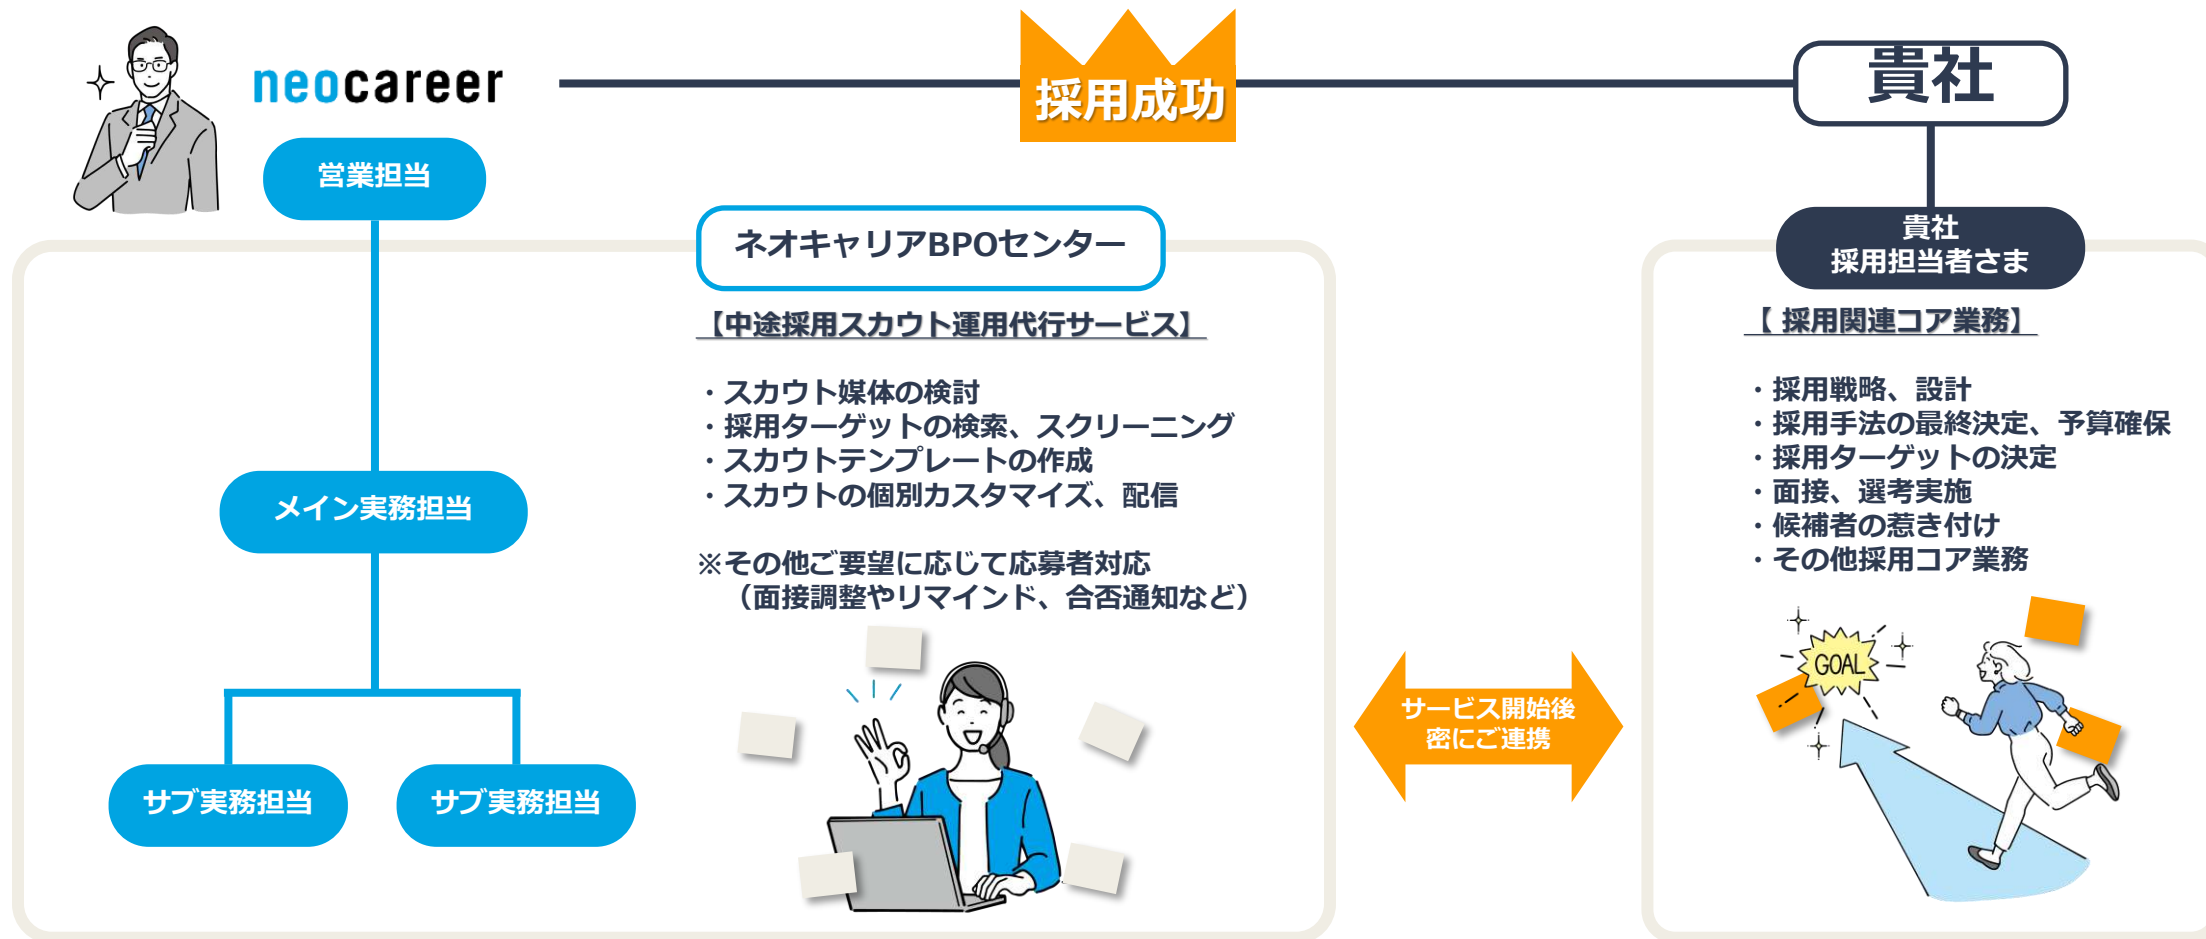 neocareer
採用成功
貴社
営業担当
メイン実務担当
サブ実務担当
サブ実務担当
ネオキャリアBPOセンター
【中途採用スカウト運用代行サービス】
・スカウト媒体の検討
・採用ターゲットの検索、スクリーニング
・スカウトテンプレートの作成
・スカウトの個別カスタマイズ、配信
※その他ご要望に応じて応募者対応
（面接調整やリマインド、合否通知など）
サービス開始後
密にご連携
貴社
採用担当者さま
【 採用関連コア業務】
・採用戦略、設計
・採用手法の最終決定、予算確保
・採用ターゲットの決定
・面接、選考実施
・候補者の惹き付け
・その他採用コア業務
GOAL